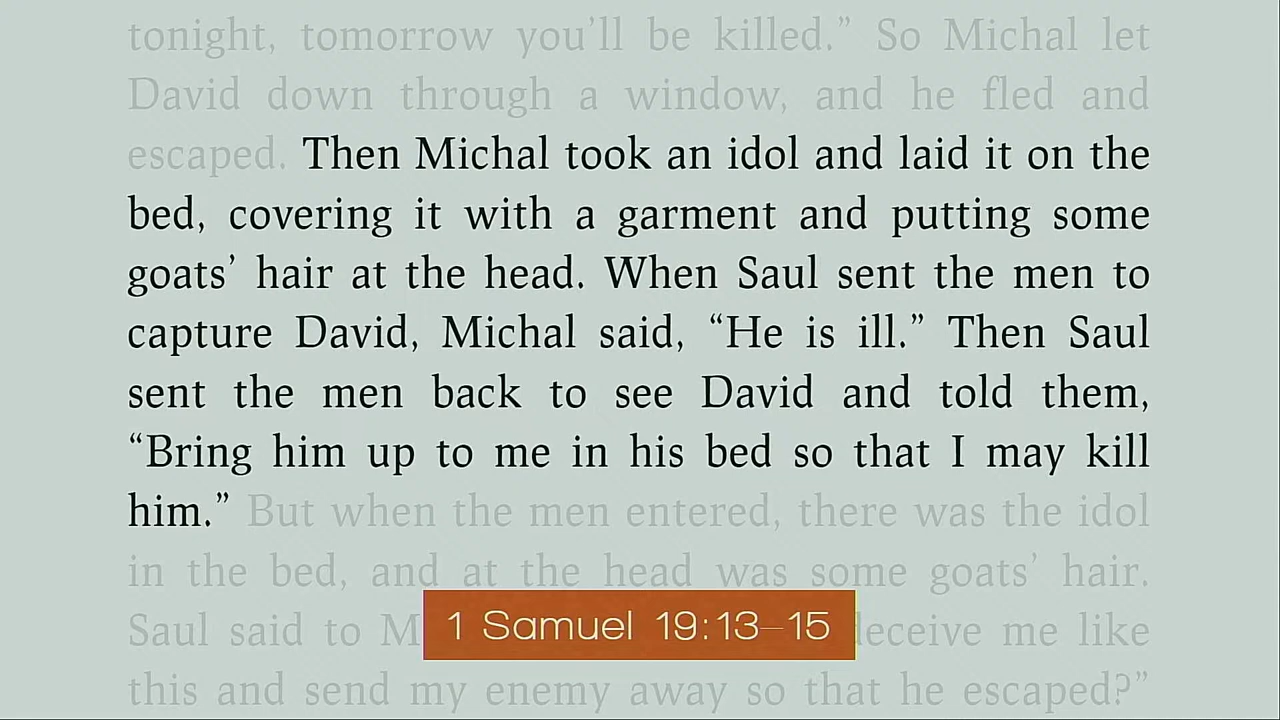 tonight, tomorrow you’ll be killed.” So Michal let
David down through a window, and he fled and
escaped. Then Michal took an idol and laid it on the
bed, covering it with a garment and putting some
goats’ hair at the head. When Saul sent the men to
capture David, Michal said, “He is ill.” Then Saul
sent the men back to see David and told them,
“Bring him up to me in his bed so that I may kill
him.” But when the men entered, there was the idol
in the bed, and at the head was some goats’ hair.
Saul said to deceive me like
1 Samuel 19:13–15
this and send my enemy away so that he escaped?”